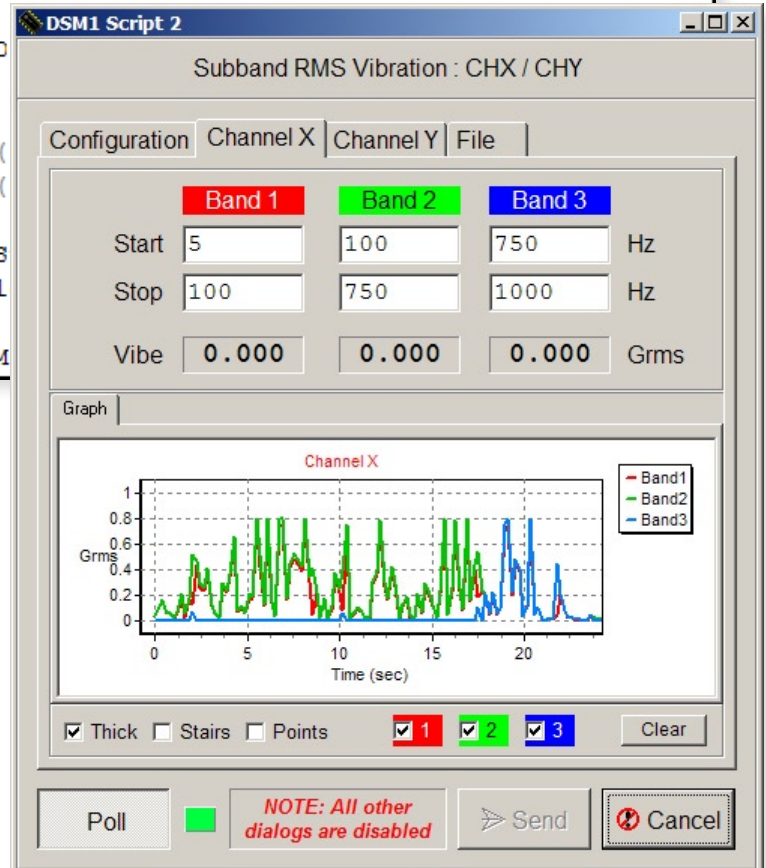 DSM1 Script 2
Subband RMS Vibration : CHX / CHY
Configuration Channel X Channel Y File
Band 1 Band 2 Band 3
Start 5 100 750 Hz
Stop 100 750 1000 Hz
Vibe 0.000 0.000 0.000 Grms
Graph
Channel X
1
0.8
0.6
Grms
0.4
0.2
0
0 5 10 15 20
Time (sec)
Band1
Band2
Band3
Thick Stairs Points 1 2 3 Clear
Poll NOTE: All other
dialogs are disabled Send Cancel